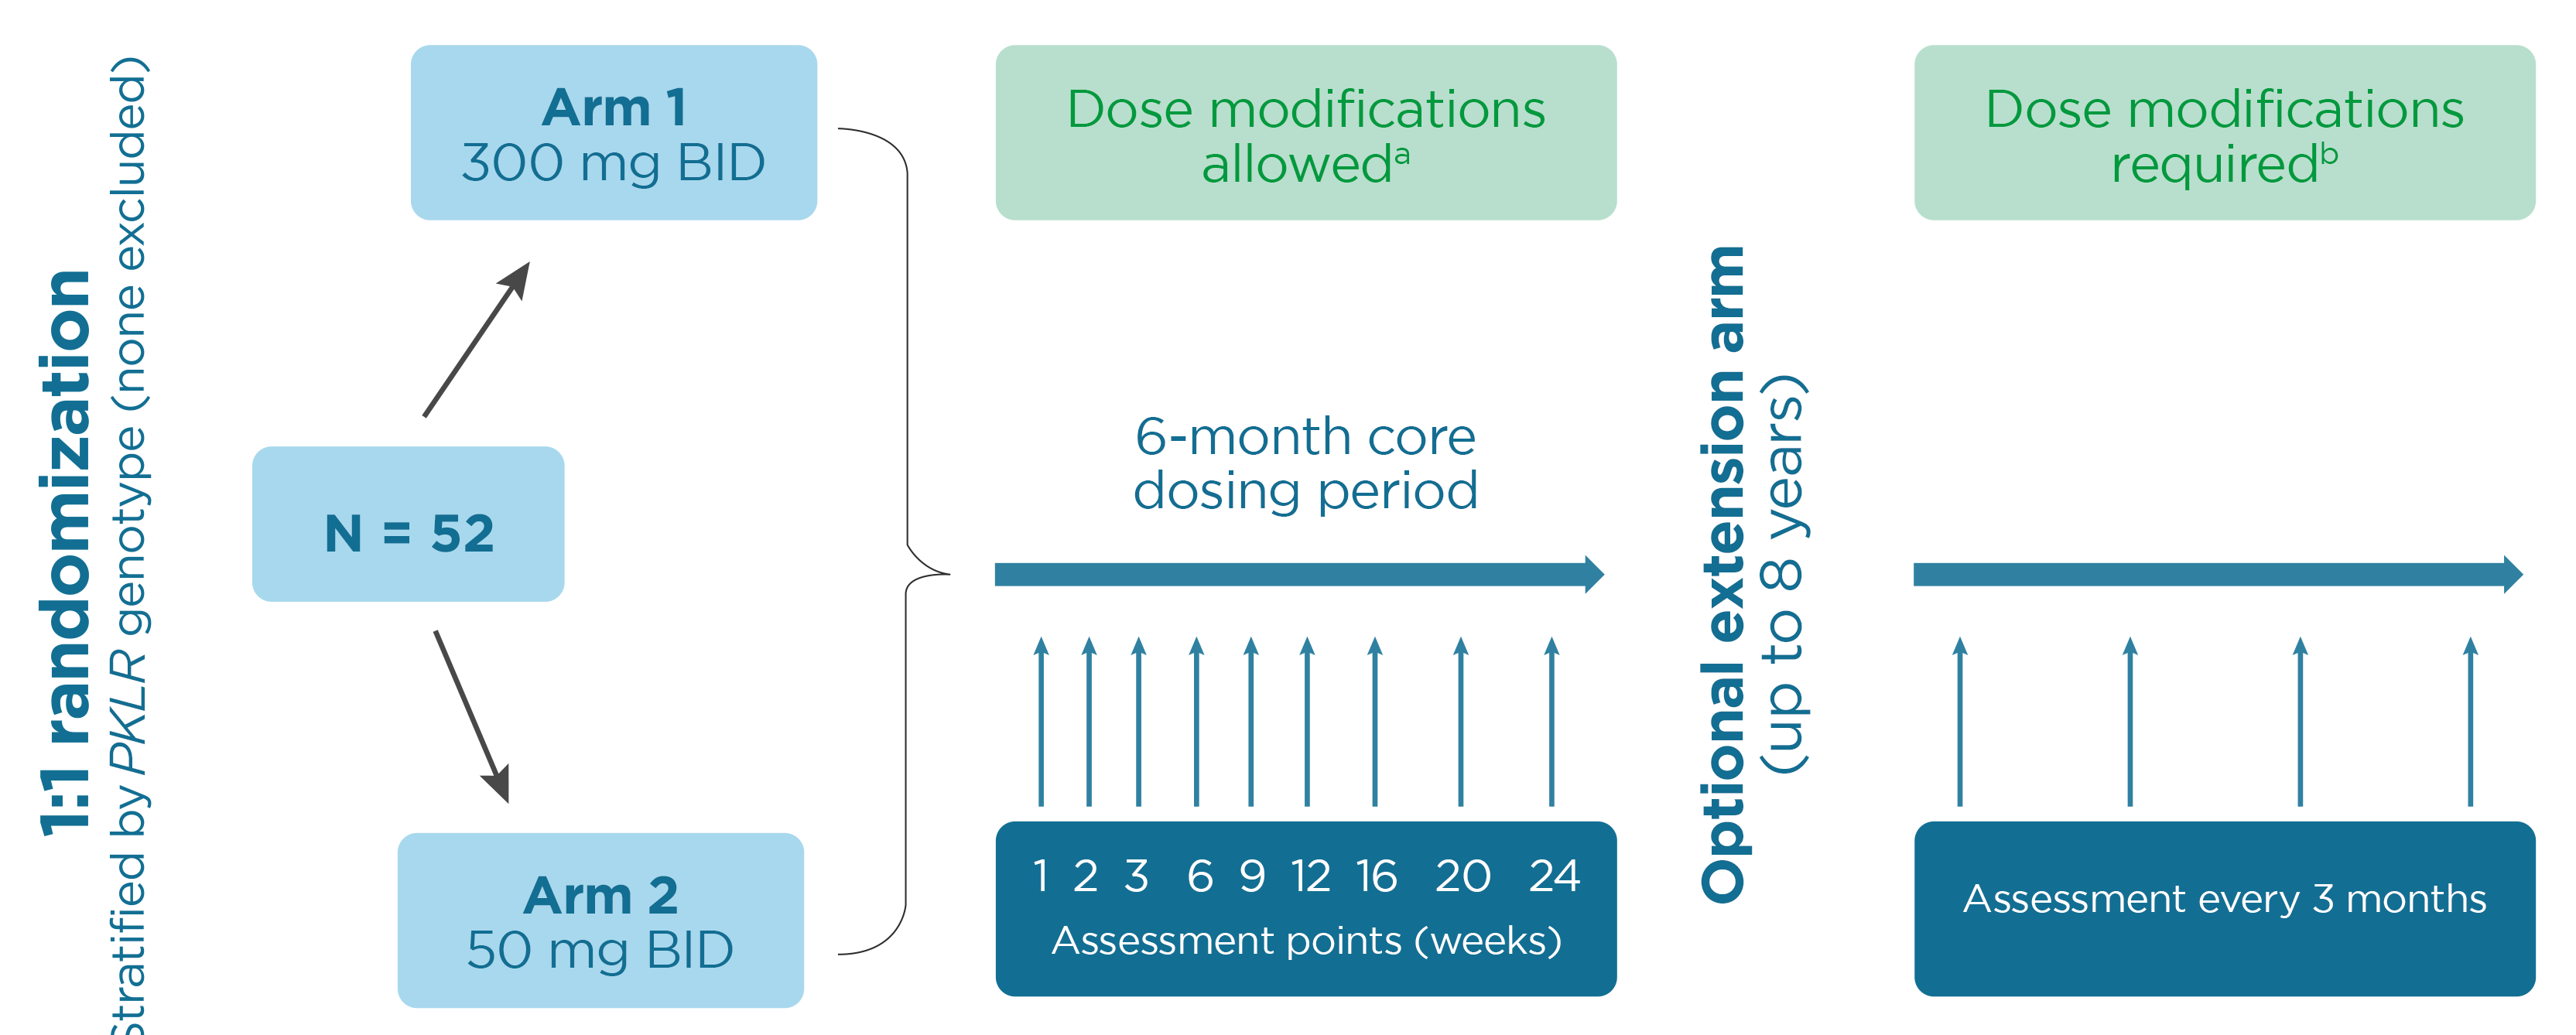 1:1 randomization
Stratified by PKLR genotype (none excluded)
Arm 1
300 mg BID
N = 52
Arm 2
50 mg BID
Dose modifications
allowedᵃ
6-month core
dosing period
1 2 3 6 9 12 16 20 24
Assessment points (weeks)
Optional extension arm
(up to 8 years)
Dose modifications
requiredᵇ
Assessment every 3 months